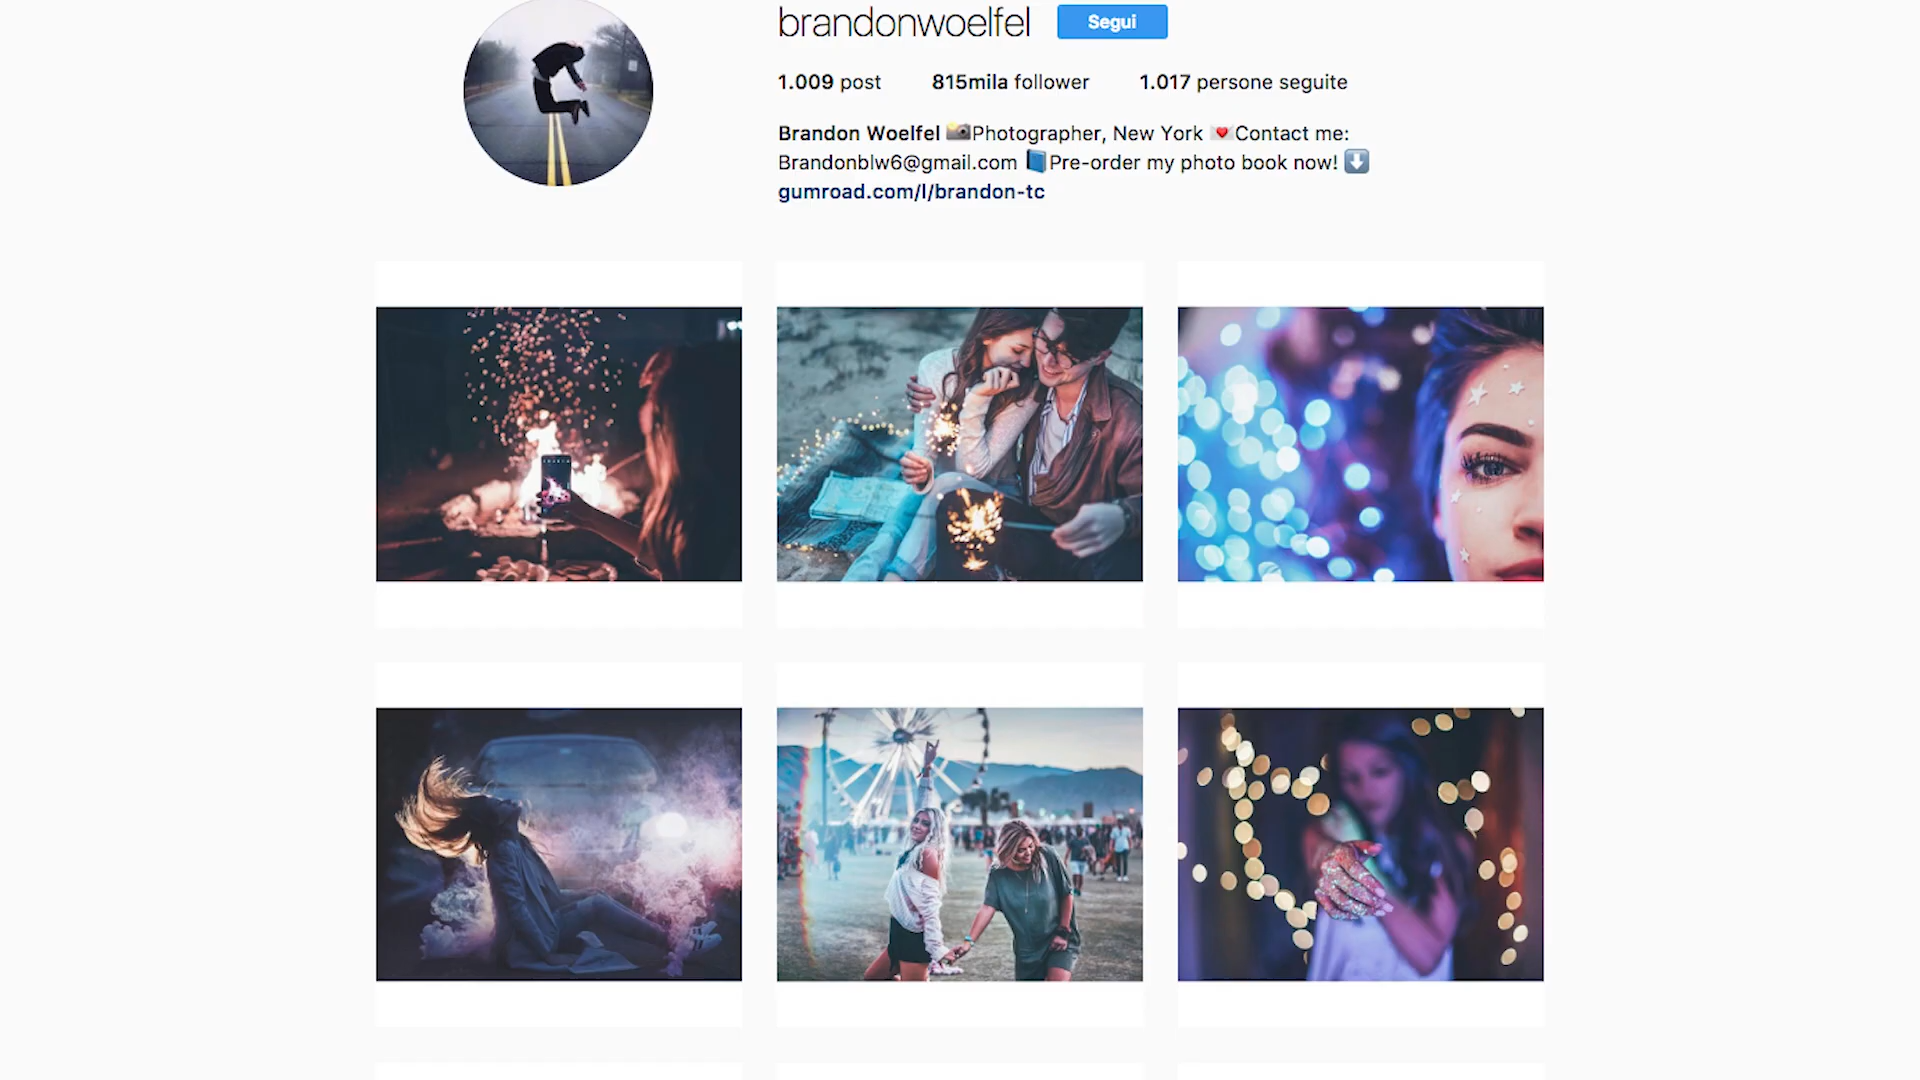 brandonwoelfel Segui
1.009 post 815mila follower 1.017 persone seguite
Brandon Woelfel 📷Photographer, New York 💌Contact me:
Brandonblw6@gmail.com 📘Pre-order my photo book now! ⬇️
gumroad.com/l/brandon-tc